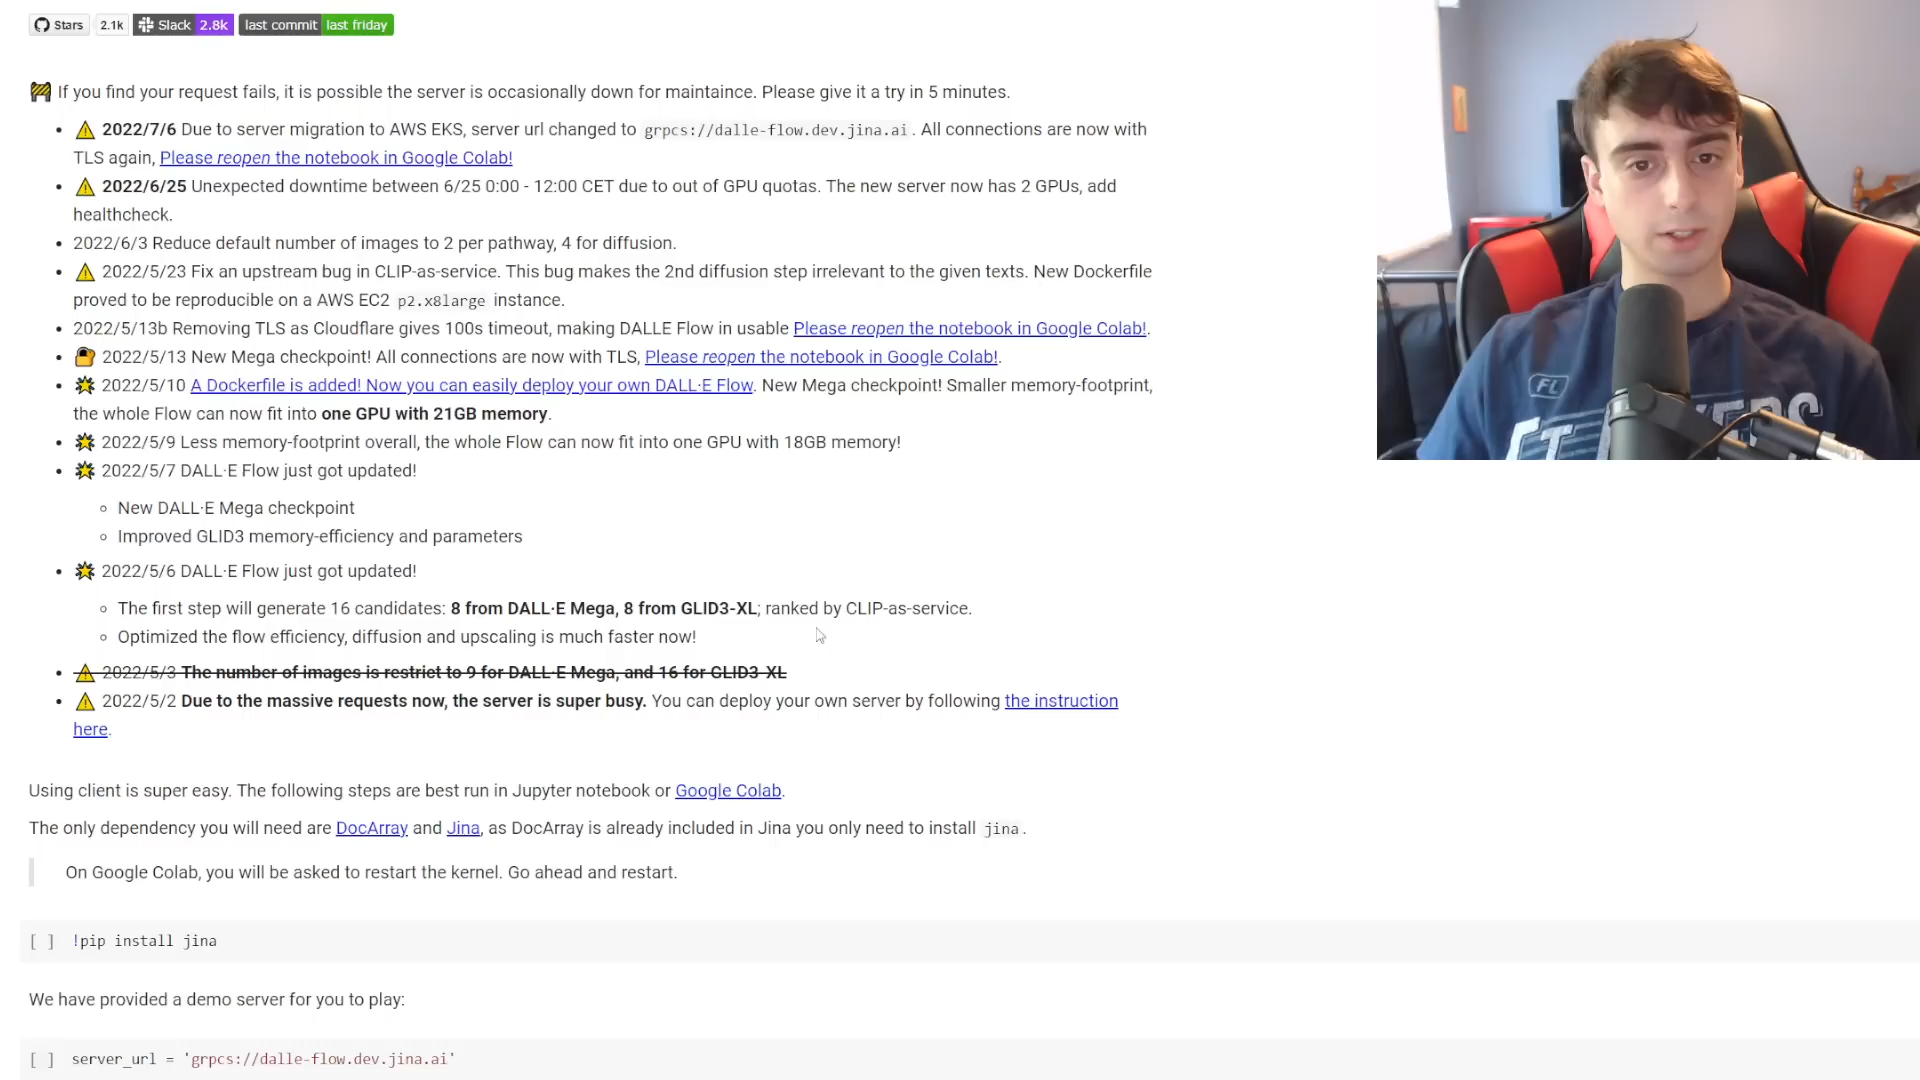 Stars 2.1k Slack 2.8k last commit last friday
If you find your request fails, it is possible the server is occasionally down for maintaince. Please give it a try in 5 minutes.
• 2022/7/6 Due to server migration to AWS EKS, server url changed to grpcs://dalle-flow.dev.jina.ai . All connections are now with
TLS again, Please reopen the notebook in Google Colab!
• 2022/6/25 Unexpected downtime between 6/25 0:00 - 12:00 CET due to out of GPU quotas. The new server now has 2 GPUs, add
healthcheck.
• 2022/6/3 Reduce default number of images to 2 per pathway, 4 for diffusion.
• 2022/5/23 Fix an upstream bug in CLIP-as-service. This bug makes the 2nd diffusion step irrelevant to the given texts. New Dockerfile
proved to be reproducible on a AWS EC2 p2.x8large instance.
• 2022/5/13b Removing TLS as Cloudflare gives 100s timeout, making DALLE Flow in usable Please reopen the notebook in Google Colab!.
• 2022/5/13 New Mega checkpoint! All connections are now with TLS, Please reopen the notebook in Google Colab!.
• 2022/5/10 A Dockerfile is added! Now you can easily deploy your own DALL·E Flow. New Mega checkpoint! Smaller memory-footprint,
the whole Flow can now fit into one GPU with 21GB memory.
• 2022/5/9 Less memory-footprint overall, the whole Flow can now fit into one GPU with 18GB memory!
• 2022/5/7 DALL·E Flow just got updated!
◦ New DALL·E Mega checkpoint
◦ Improved GLID3 memory-efficiency and parameters
• 2022/5/6 DALL·E Flow just got updated!
◦ The first step will generate 16 candidates: 8 from DALL·E Mega, 8 from GLID3-XL; ranked by CLIP-as-service.
◦ Optimized the flow efficiency, diffusion and upscaling is much faster now!
• 2022/5/3 The number of images is restrict to 9 for DALL·E Mega, and 16 for GLID3-XL
• 2022/5/2 Due to the massive requests now, the server is super busy. You can deploy your own server by following the instruction
here.
Using client is super easy. The following steps are best run in Jupyter notebook or Google Colab.
The only dependency you will need are DocArray and Jina, as DocArray is already included in Jina you only need to install jina .
On Google Colab, you will be asked to restart the kernel. Go ahead and restart.
[ ] !pip install jina
We have provided a demo server for you to play:
[ ] server_url = 'grpcs://dalle-flow.dev.jina.ai'
FL